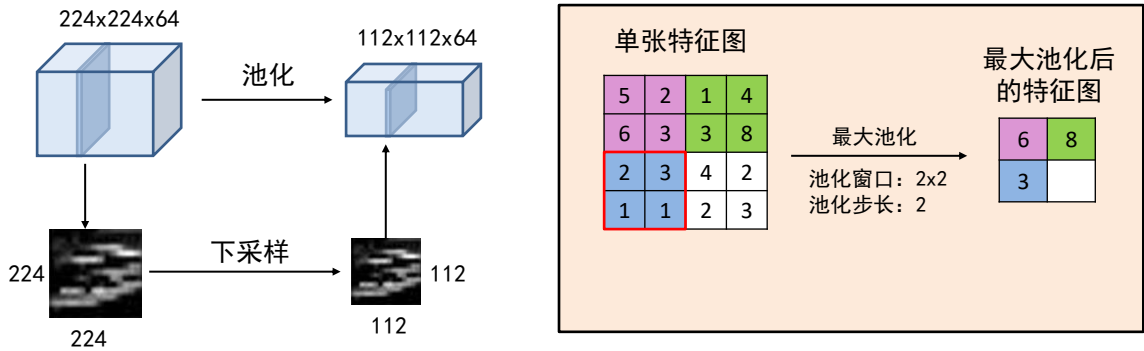 224x224x64
112x112x64
池化
224
224
下采样
112
112
单张特征图
5 2 1 4
6 3 3 8
2 3 4 2
1 1 2 3
最大池化
池化窗口：2x2
池化步长：2
最大池化后
的特征图
6 8
3